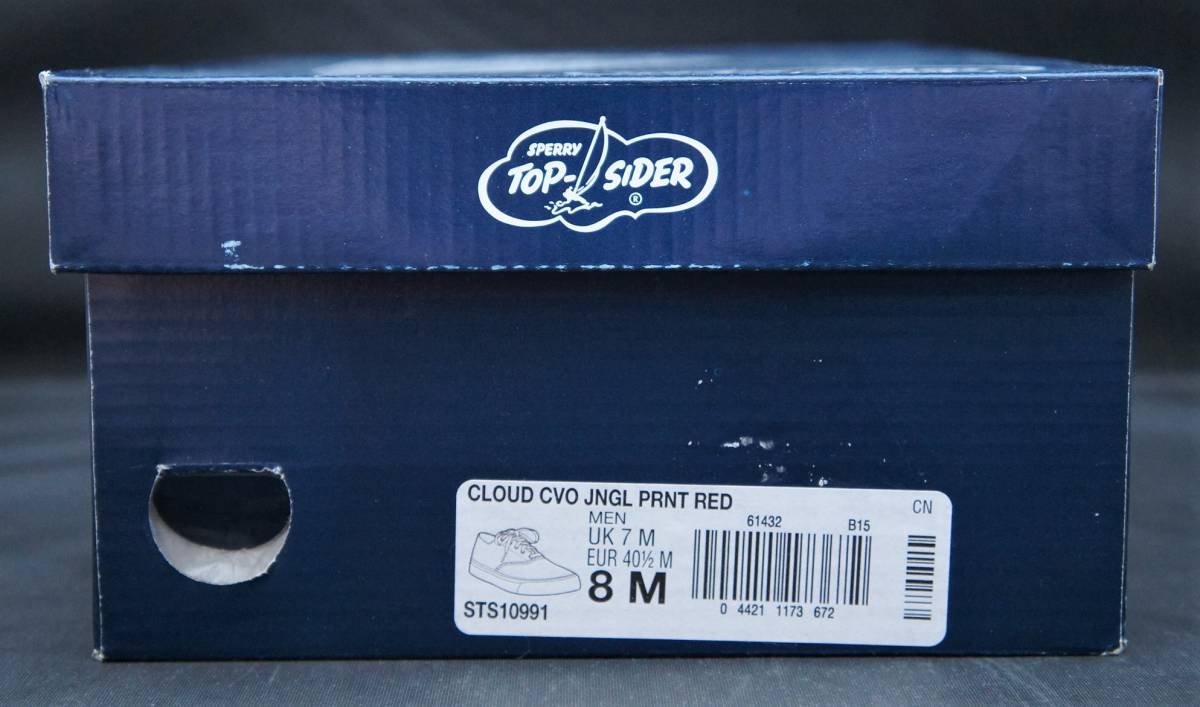 SPERRY
TOP-SIDER
®
CLOUD CVO JNGL PRNT RED
CN
MEN
61432
B15
UK 7 M
EUR 40½ M
8 M
STS10991
0 4421 1173 672